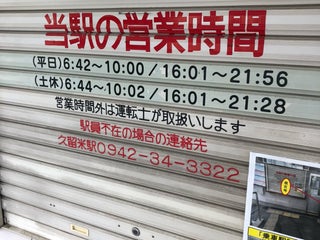 当駅の営業時間
(平日)6:42～10:00/16:01～21:56
(土休)6:44～10:02/16:01～21:28
営業時間外は運転士が取扱いします
駅員不在の場合の連絡先
久留米駅0942-34-3322